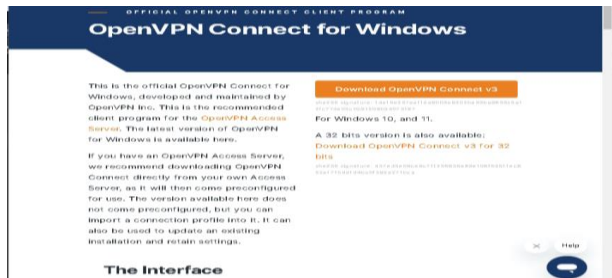 OFFICIAL OPENVPN CONNECT CLIENT PROGRAM
OpenVPN Connect for Windows
This is the official OpenVPN Connect for
Windows, developed and maintained by
OpenVPN Inc. This is the recommended
client program for the OpenVPN Access
Server. The latest version of OpenVPN
for Windows is available here.
If you have an OpenVPN Access Server,
we recommend downloading OpenVPN
Connect directly from your own Access
Server, as it will then come preconfigured
for use. The version available here does
not come preconfigured, but you can
import a connection profile into it. It can
also be used to update an existing
installation and retain settings.
The Interface
Download OpenVPN Connect v3
signature:
For Windows 10, and 11.
A 32 bits version is also available:
Download OpenVPN Connect v3 for 32
bits
signature:
Help